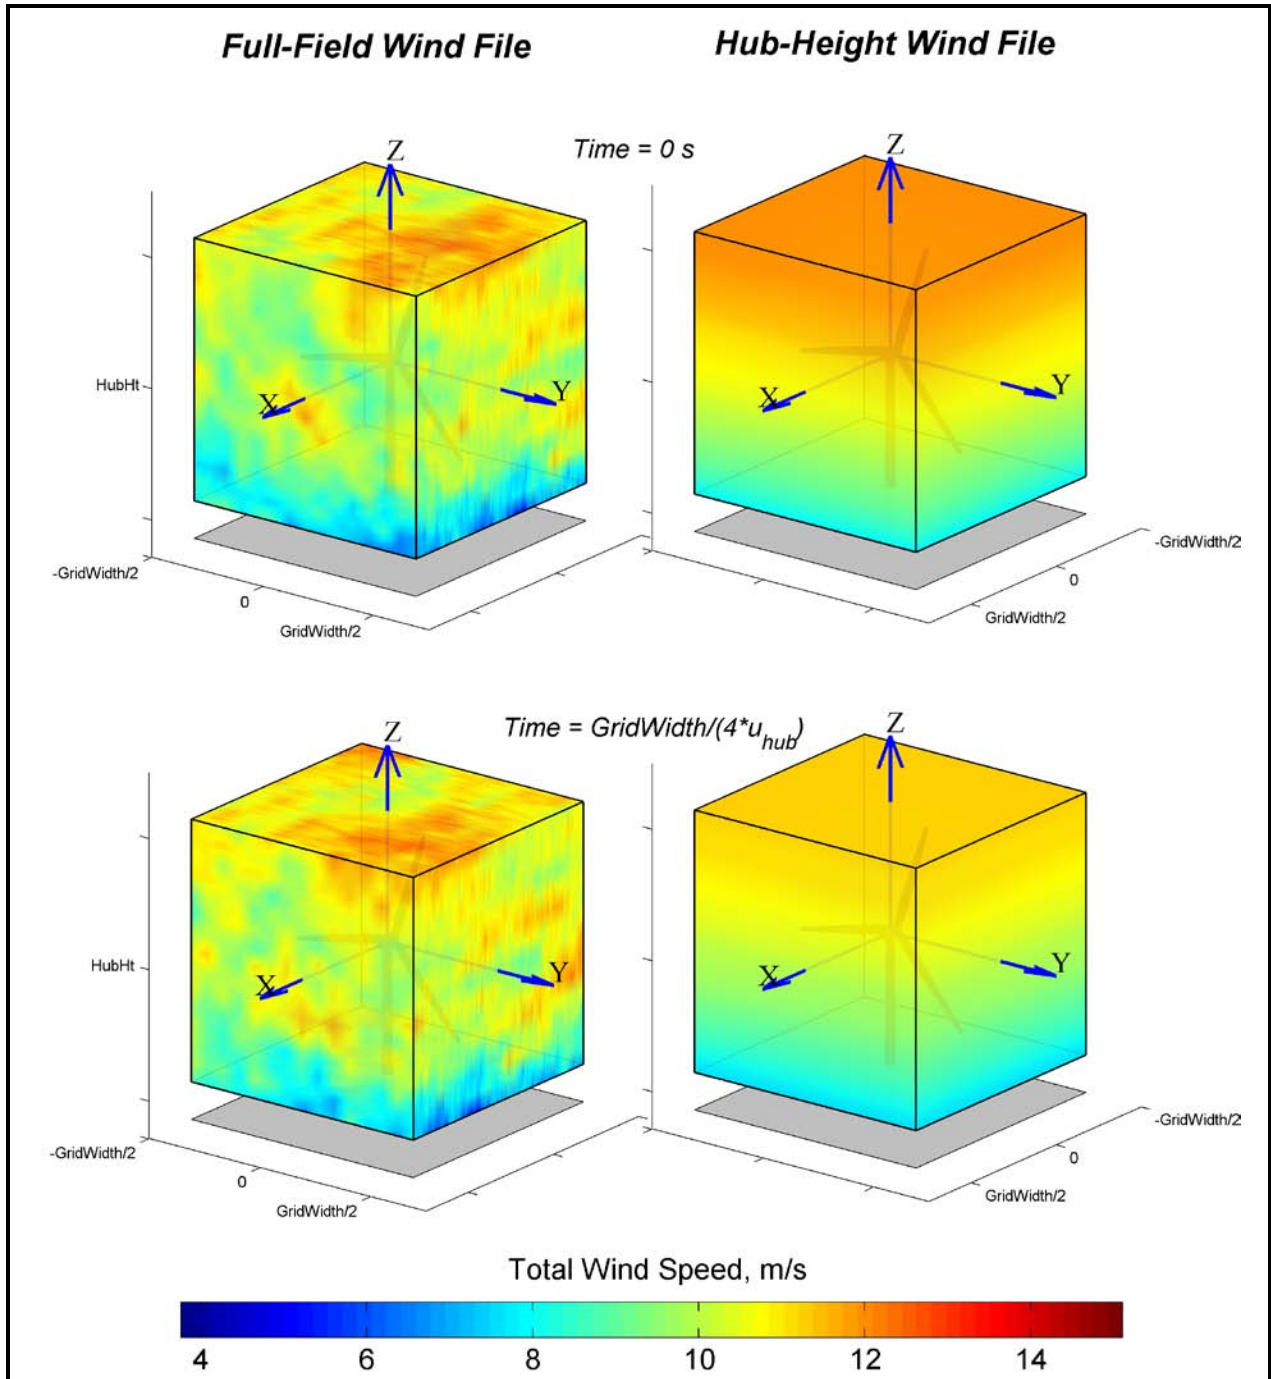 Full-Field Wind File
Hub-Height Wind File
Time = 0 s
Z
Z
X
Y
X
Y
HubHt
-GridWidth/2
0
GridWidth/2
-GridWidth/2
0
GridWidth/2
Time = GridWidth/(4*u_hub)
Z
Z
X
Y
X
Y
HubHt
-GridWidth/2
0
GridWidth/2
-GridWidth/2
0
GridWidth/2
Total Wind Speed, m/s
4 6 8 10 12 14